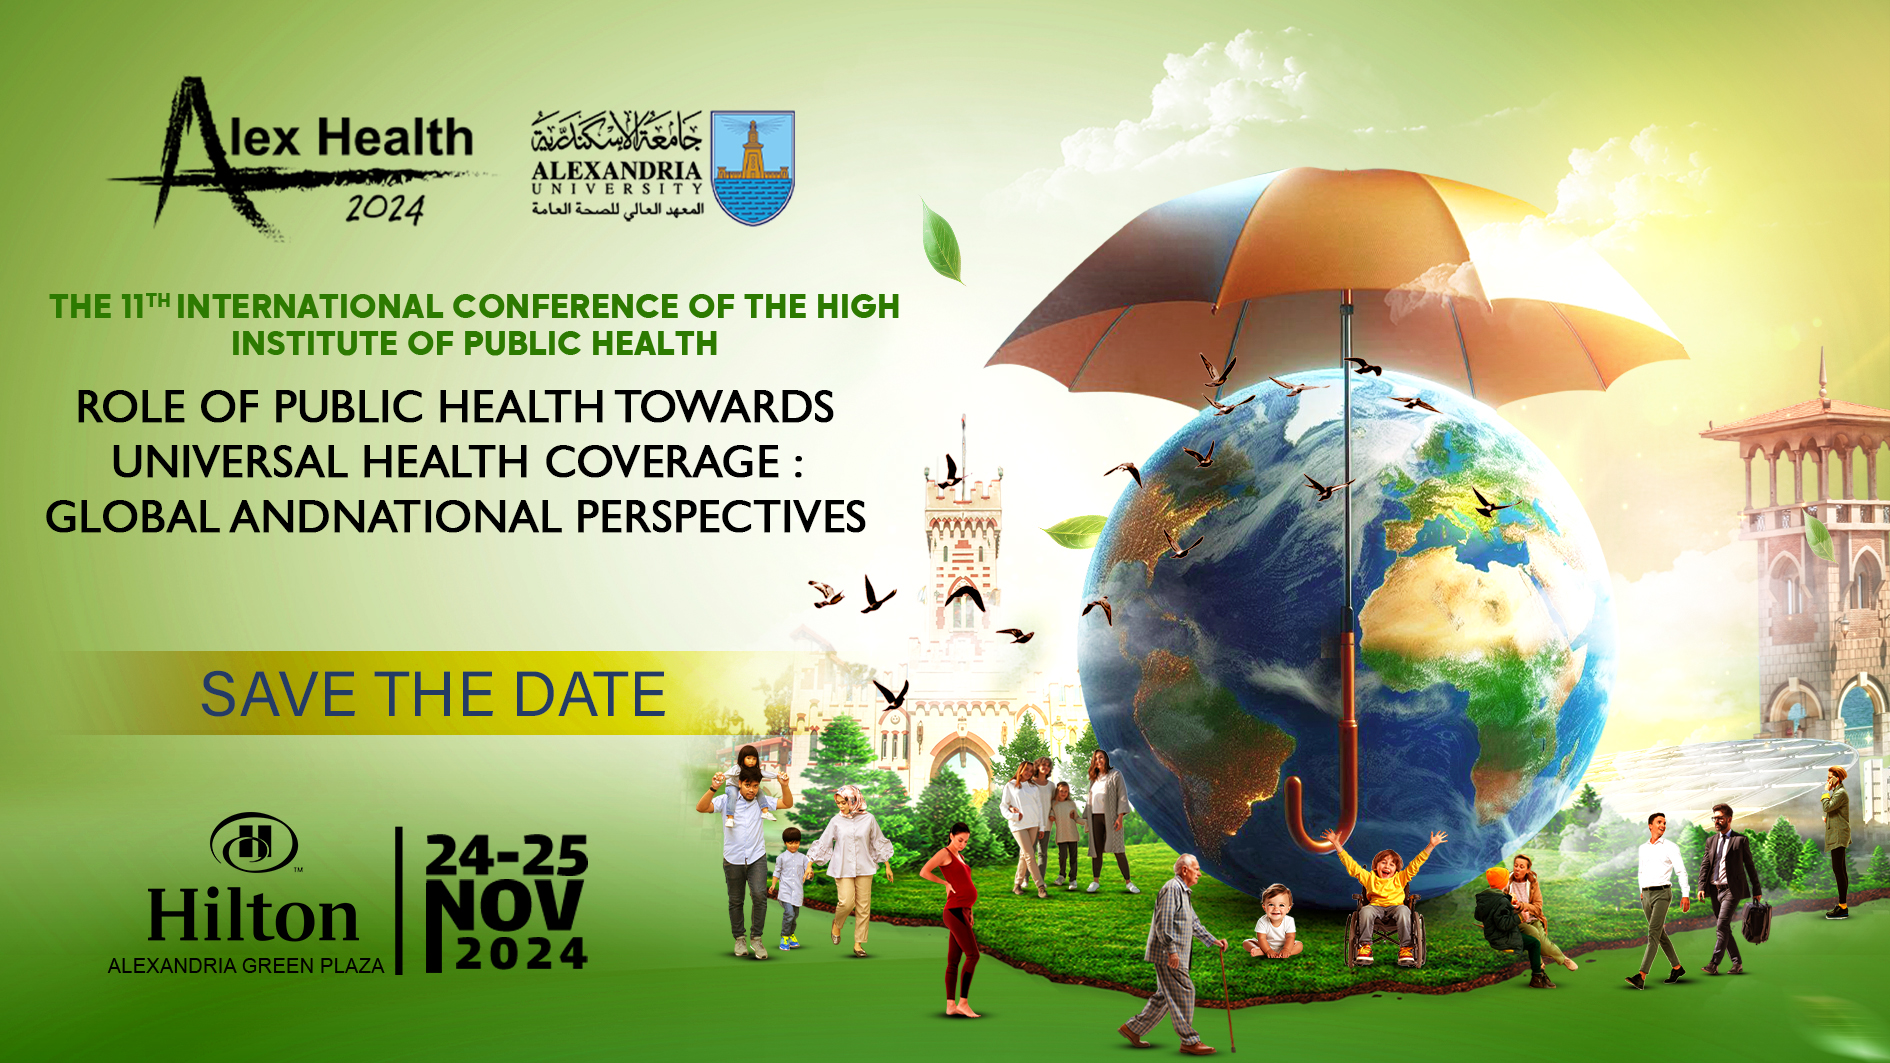 Alex Health
2024
جامعة الإسكندرية
ALEXANDRIA
UNIVERSITY
المعهد العالي للصحة العامة
THE 11TH INTERNATIONAL CONFERENCE OF THE HIGH
INSTITUTE OF PUBLIC HEALTH
ROLE OF PUBLIC HEALTH TOWARDS
UNIVERSAL HEALTH COVERAGE :
GLOBAL ANDNATIONAL PERSPECTIVES
SAVE THE DATE
TM
Hilton
ALEXANDRIA GREEN PLAZA
24-25
NOV
2024